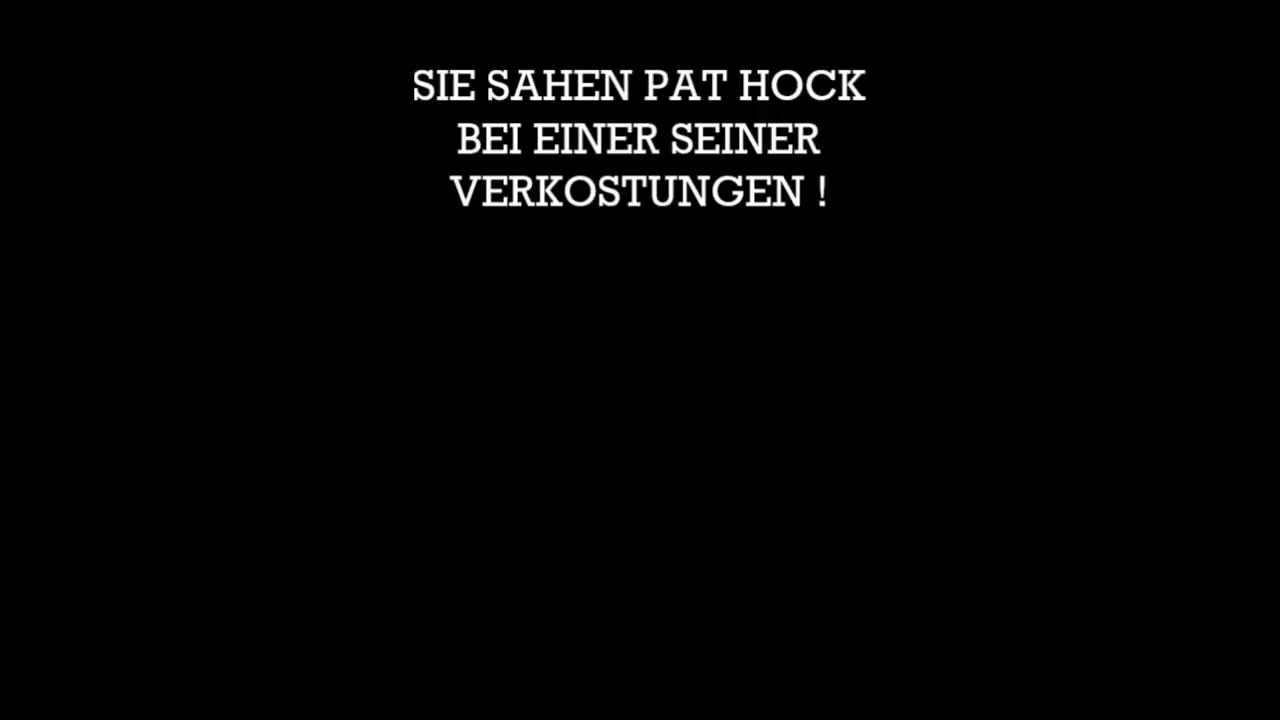 SIE SAHEN PAT HOCK
BEI EINER SEINER
VERKOSTUNGEN !